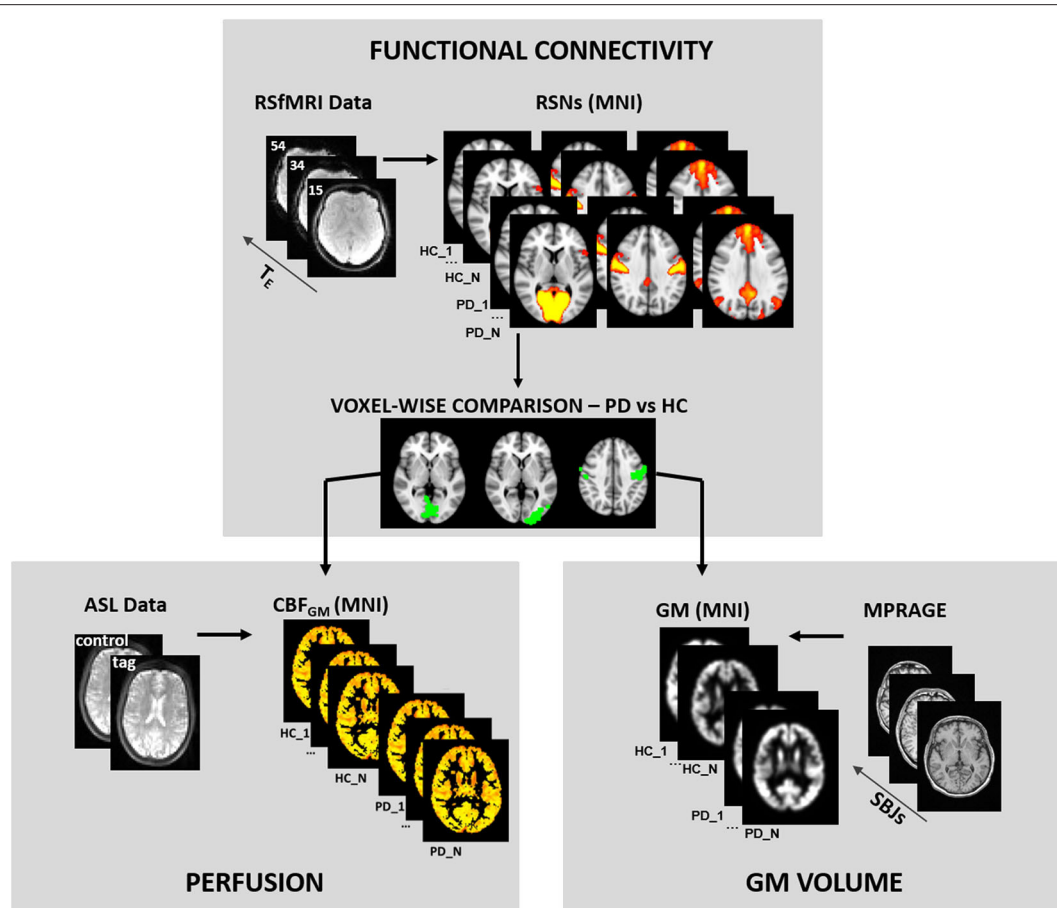 FUNCTIONAL CONNECTIVITY
RSfMRI Data
RSNs (MNI)
54
34
15
TE
HC_1
...
HC_N
PD_1
...
PD_N
VOXEL-WISE COMPARISON – PD vs HC
ASL Data
CBFGM (MNI)
control
tag
HC_1
...
HC_N
PD_1
...
PD_N
PERFUSION
GM (MNI)
MPRAGE
HC_1
...
HC_N
PD_1
...
PD_N
SBJs
GM VOLUME